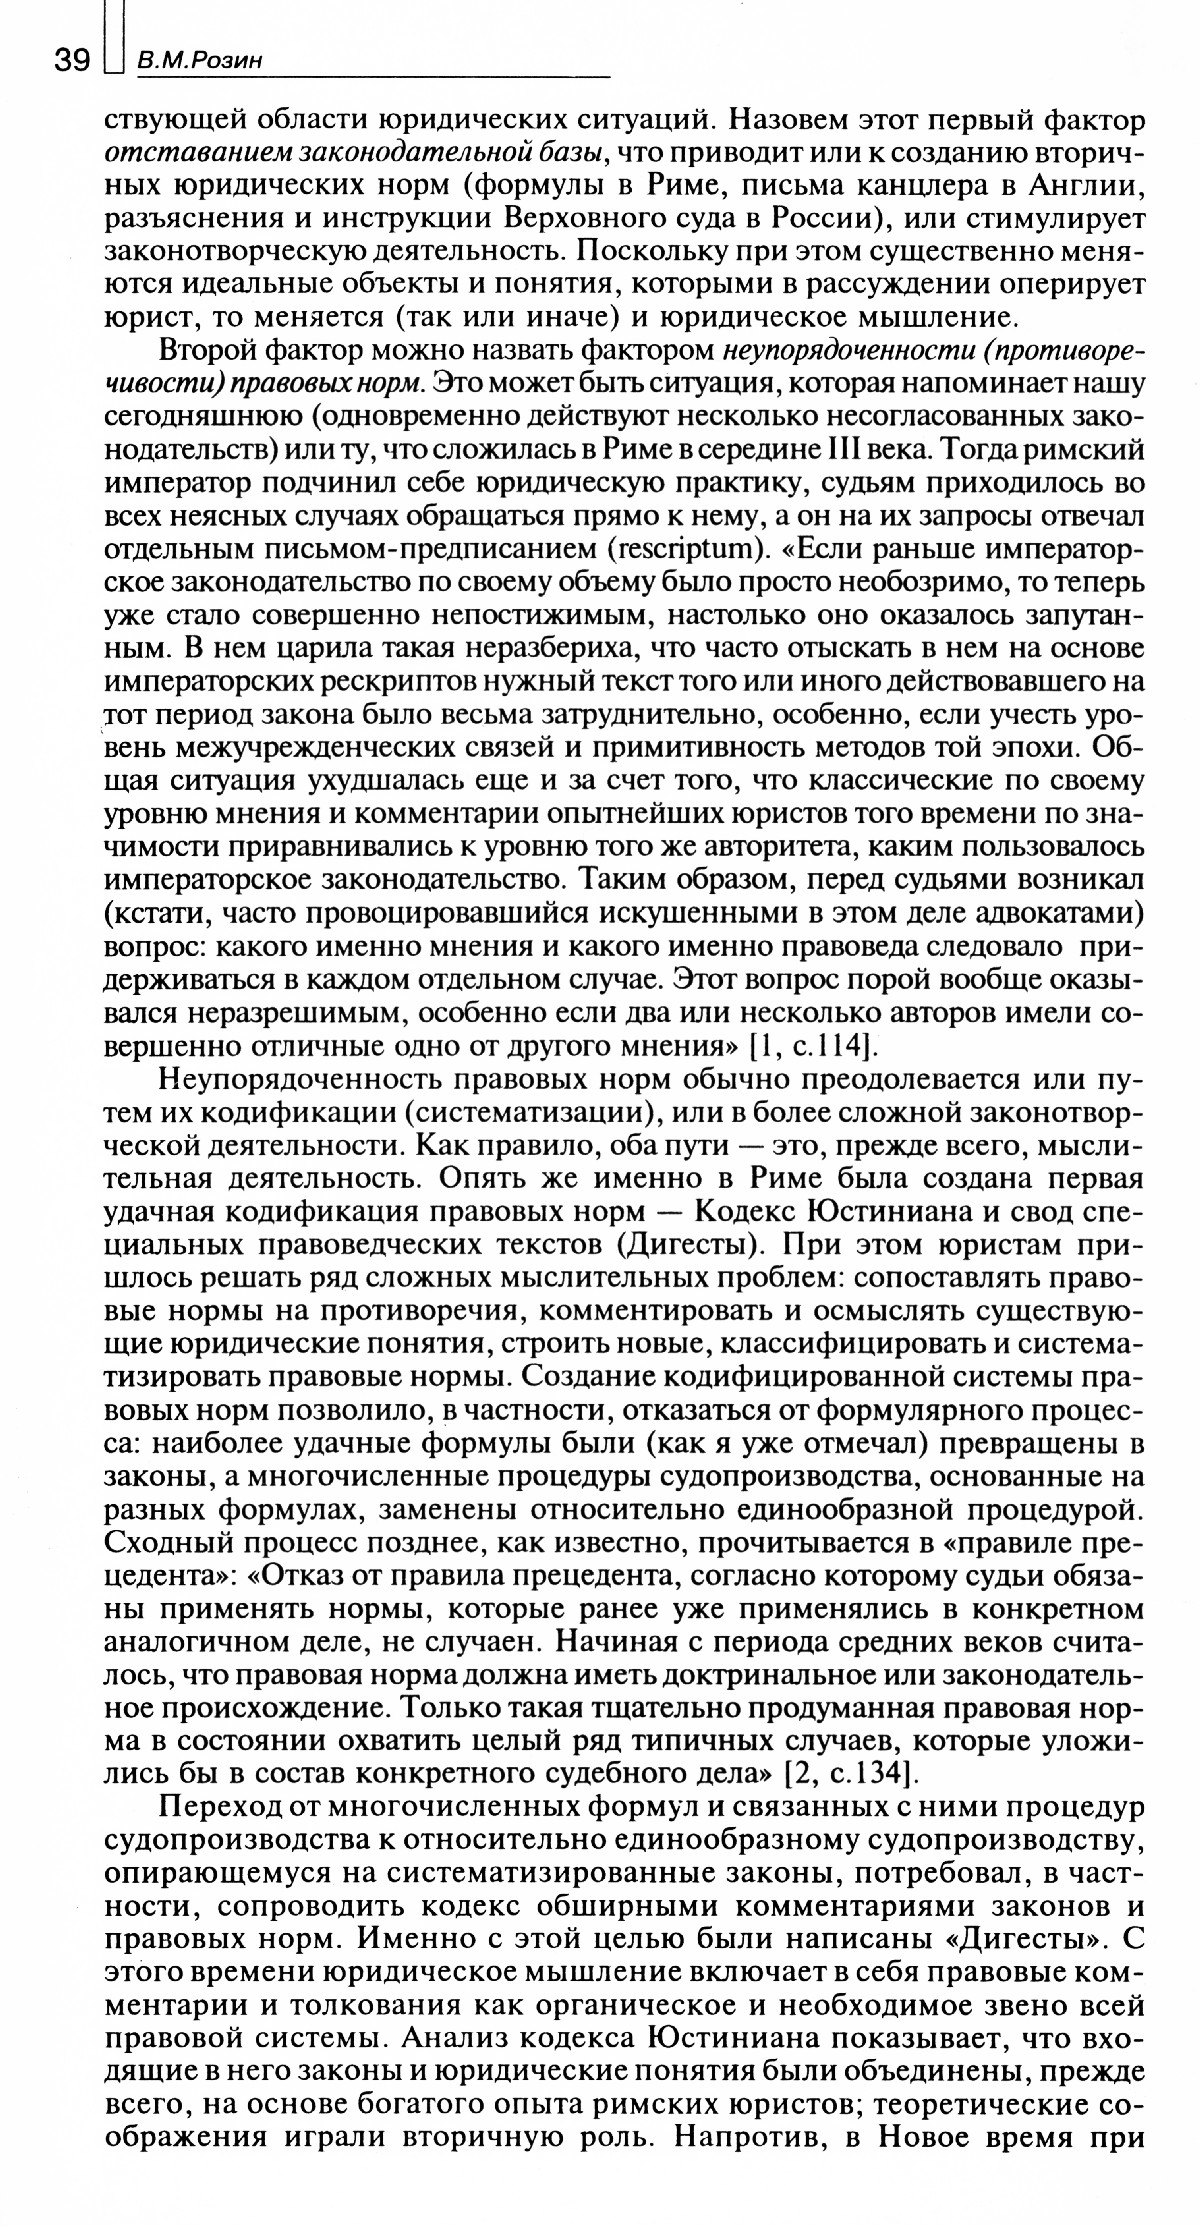 39 В.М.Розин
ствующей области юридических ситуаций. Назовем этот первый фактор
отставанием законодательной базы, что приводит или к созданию вторич-
ных юридических норм (формулы в Риме, письма канцлера в Англии,
разъяснения и инструкции Верховного суда в России), или стимулирует
законотворческую деятельность. Поскольку при этом существенно меня-
ются идеальные объекты и понятия, которыми в рассуждении оперирует
юрист, то меняется (так или иначе) и юридическое мышление.
Второй фактор можно назвать фактором неупорядоченности (противоре-
чивости) правовых норм. Это может быть ситуация, которая напоминает нашу
сегодняшнюю (одновременно действуют несколько несогласованных зако-
нодательств) или ту, что сложилась в Риме в середине III века. Тогда римский
император подчинил себе юридическую практику, судьям приходилось во
всех неясных случаях обращаться прямо к нему, а он на их запросы отвечал
отдельным письмом-предписанием (rescriptum). «Если раньше император-
ское законодательство по своему объему было просто необозримо, то теперь
уже стало совершенно непостижимым, настолько оно оказалось запутан-
ным. В нем царила такая неразбериха, что часто отыскать в нем на основе
императорских рескриптов нужный текст того или иного действовавшего на
тот период закона было весьма затруднительно, особенно, если учесть уро-
вень межучрежденческих связей и примитивность методов той эпохи. Об-
щая ситуация ухудшалась еще и за счет того, что классические по своему
уровню мнения и комментарии опытнейших юристов того времени по зна-
чимости приравнивались к уровню того же авторитета, каким пользовалось
императорское законодательство. Таким образом, перед судьями возникал
(кстати, часто провоцировавшийся искушенными в этом деле адвокатами)
вопрос: какого именно мнения и какого именно правоведа следовало при-
держиваться в каждом отдельном случае. Этот вопрос порой вообще оказы-
вался неразрешимым, особенно если два или несколько авторов имели со-
вершенно отличные одно от другого мнения» [1, с.114].
Неупорядоченность правовых норм обычно преодолевается или пу-
тем их кодификации (систематизации), или в более сложной законотвор-
ческой деятельности. Как правило, оба пути — это, прежде всего, мысли-
тельная деятельность. Опять же именно в Риме была создана первая
удачная кодификация правовых норм — Кодекс Юстиниана и свод спе-
циальных правоведческих текстов (Дигесты). При этом юристам при-
шлось решать ряд сложных мыслительных проблем: сопоставлять право-
вые нормы на противоречия, комментировать и осмыслять существую-
щие юридические понятия, строить новые, классифицировать и система-
тизировать правовые нормы. Создание кодифицированной системы пра-
вовых норм позволило, в частности, отказаться от формулярного процес-
са: наиболее удачные формулы были (как я уже отмечал) превращены в
законы, а многочисленные процедуры судопроизводства, основанные на
разных формулах, заменены относительно единообразной процедурой.
Сходный процесс позднее, как известно, прочитывается в «правиле пре-
цедента»: «Отказ от правила прецедента, согласно которому судьи обяза-
ны применять нормы, которые ранее уже применялись в конкретном
аналогичном деле, не случаен. Начиная с периода средних веков счита-
лось, что правовая норма должна иметь доктринальное или законодатель-
ное происхождение. Только такая тщательно продуманная правовая нор-
ма в состоянии охватить целый ряд типичных случаев, которые уложи-
лись бы в состав конкретного судебного дела» [2, с.134].
Переход от многочисленных формул и связанных с ними процедур
судопроизводства к относительно единообразному судопроизводству,
опирающемуся на систематизированные законы, потребовал, в част-
ности, сопроводить кодекс обширными комментариями законов и
правовых норм. Именно с этой целью были написаны «Дигесты». С
этого времени юридическое мышление включает в себя правовые ком-
ментарии и толкования как органическое и необходимое звено всей
правовой системы. Анализ кодекса Юстиниана показывает, что вхо-
дящие в него законы и юридические понятия были объединены, прежде
всего, на основе богатого опыта римских юристов; теоретические со-
ображения играли вторичную роль. Напротив, в Новое время при